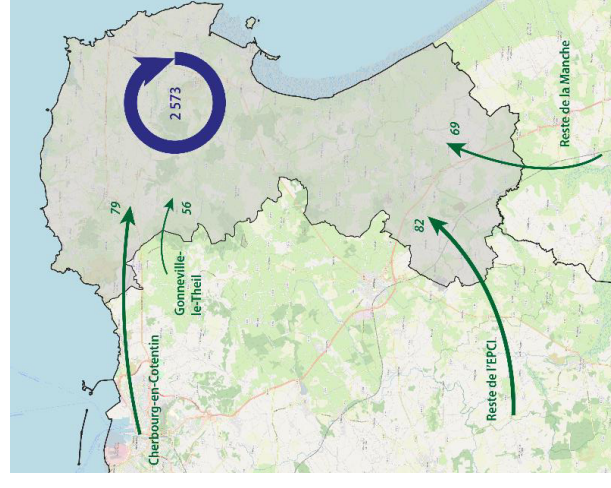 2 573
79
56
69
82
Cherbourg-en-Cotentin
Gonneville-
le-Theil
Reste de l'EPCI
Reste de la Manche